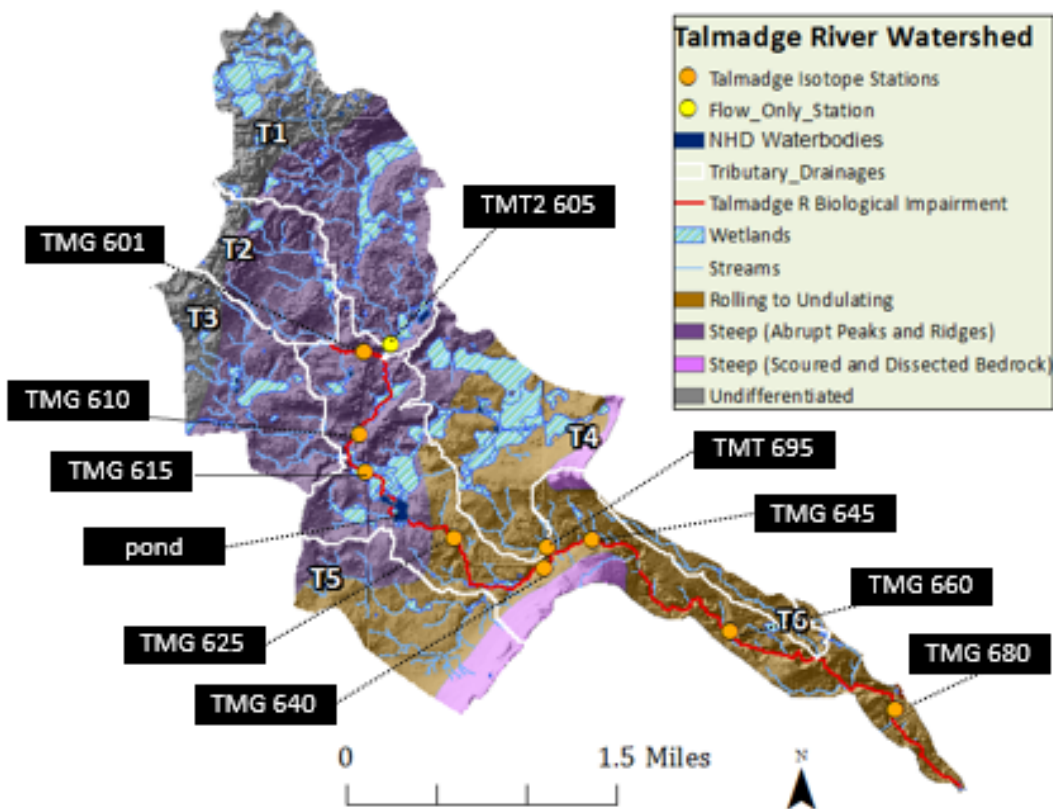 Talmadge River Watershed
Talmadge Isotope Stations
Flow_Only_Station
NHD Waterbodies
Tributary_Drainages
Talmadge R Biological Impairment
Wetlands
Streams
Rolling to Undulating
Steep (Abrupt Peaks and Ridges)
Steep (Scoured and Dissected Bedrock)
Undifferentiated
T1
TMT2 605
TMG 601
T2
T3
TMG 610
T4
TMT 695
TMG 615
TMG 645
pond
T5
TMG 660
T6
TMG 625
TMG 680
TMG 640
0
1.5 Miles
N